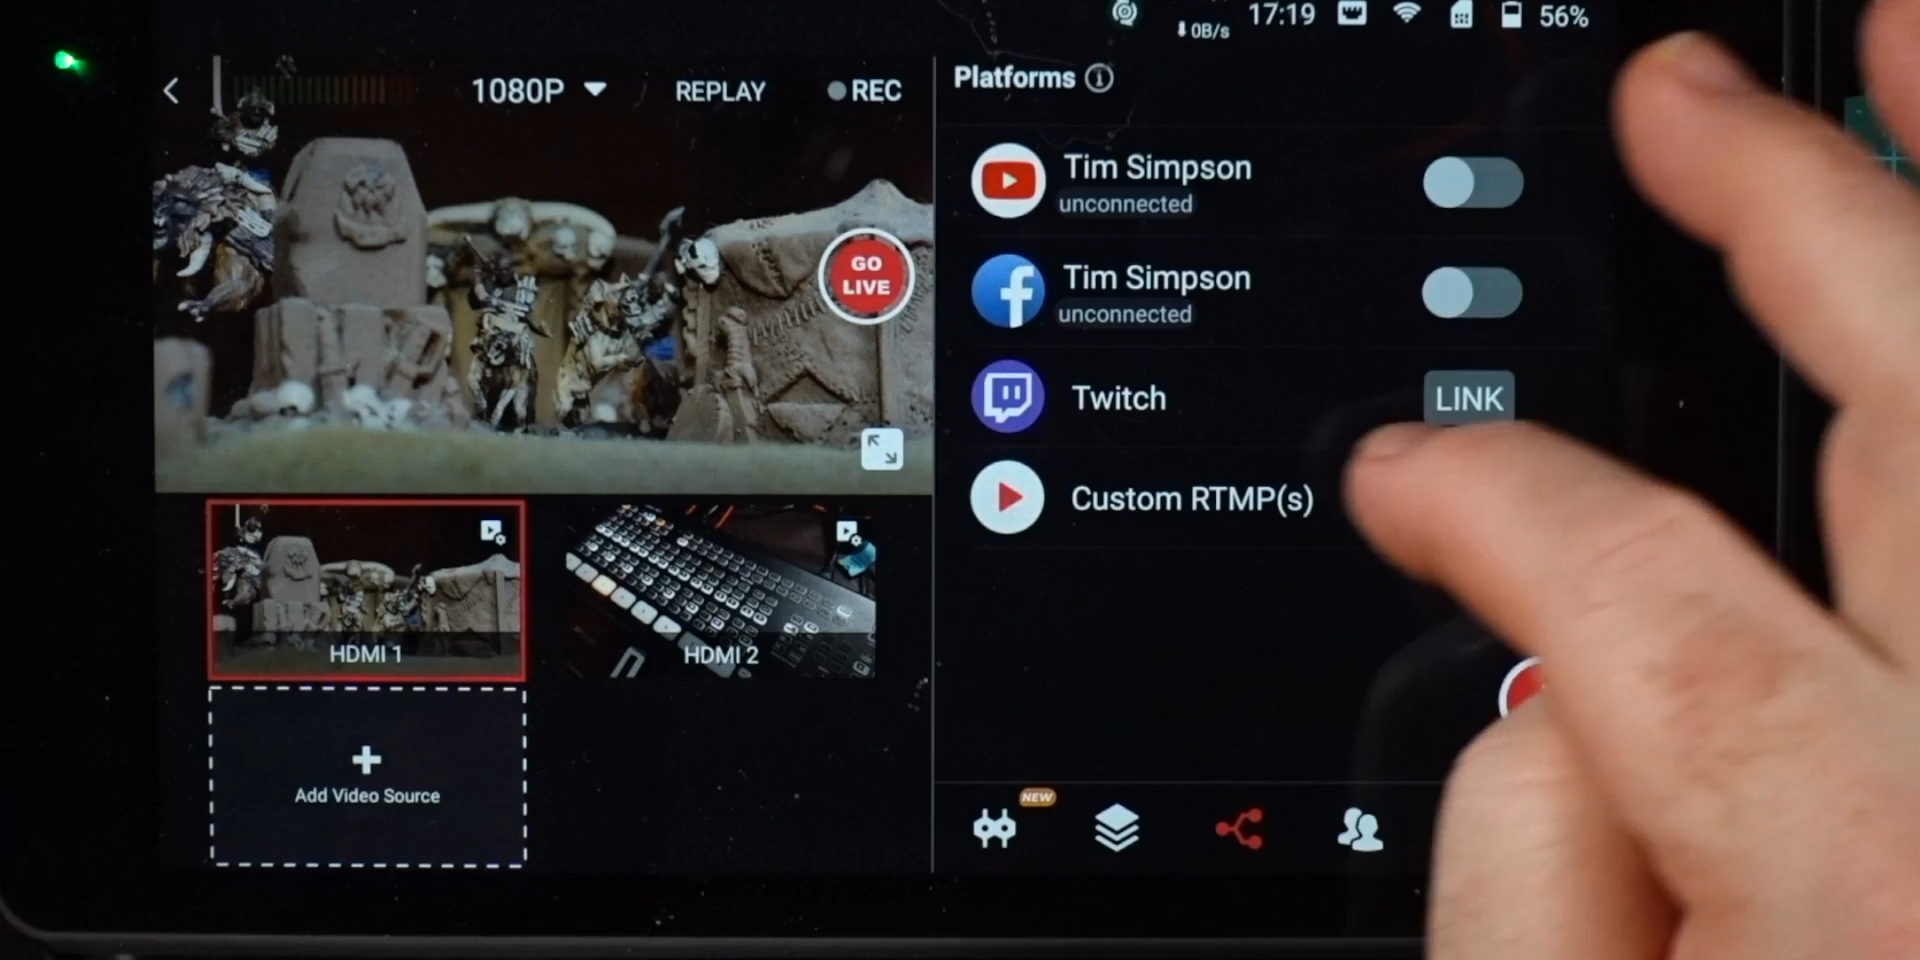 17:19
0B/s
56%
1080P
REPLAY
REC
Platforms
GO
LIVE
Tim Simpson
unconnected
Tim Simpson
unconnected
Twitch
LINK
Custom RTMP(s)
HDMI 1
HDMI 2
Add Video Source
NEW